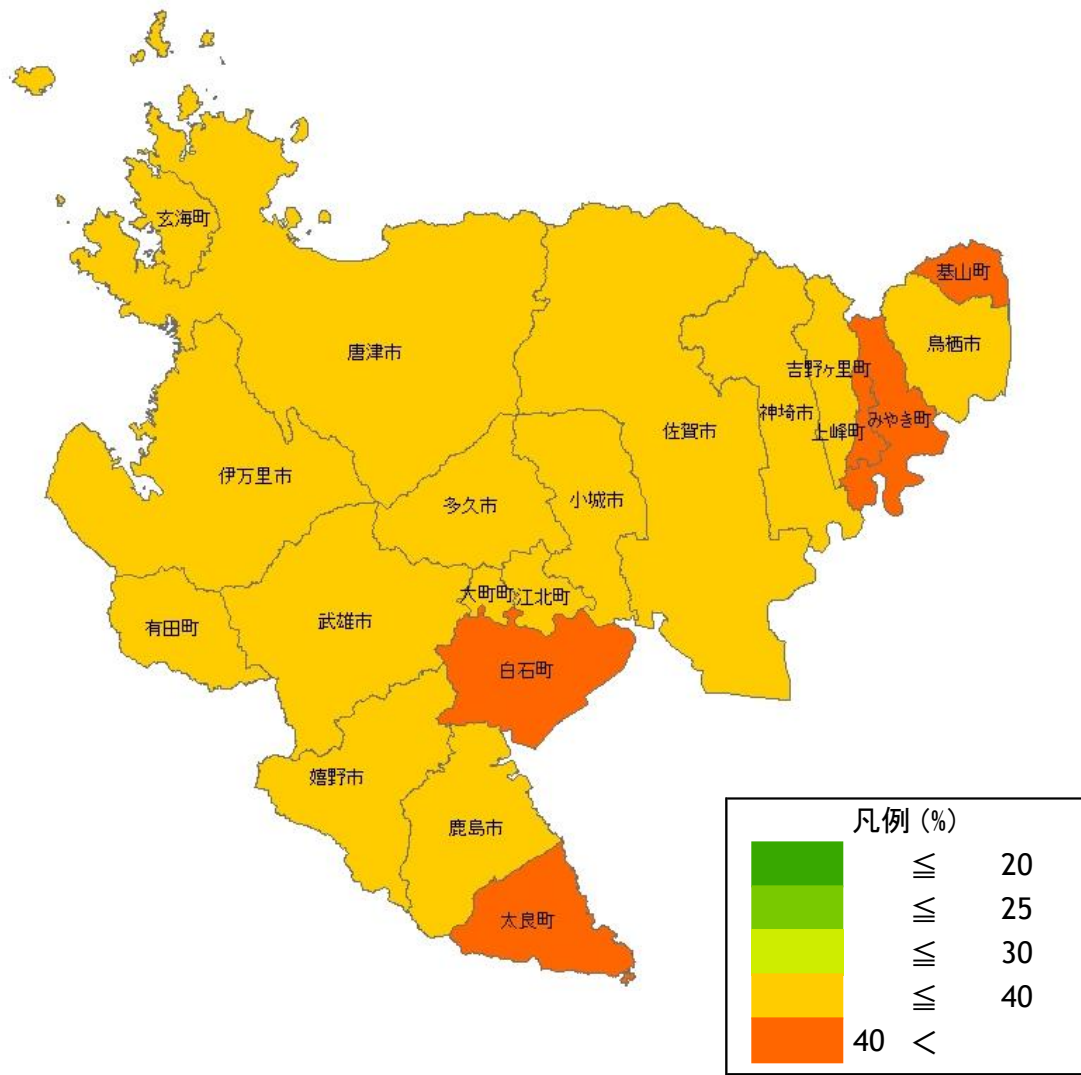 玄海町
基山町
唐津市
鳥栖市
吉野ヶ里町
みやき町
神埼市
上峰町
佐賀市
伊万里市
多久市
小城市
大町町
江北町
武雄市
有田町
白石町
嬉野市
鹿島市
太良町
凡例 (%)
≦ 20
≦ 25
≦ 30
≦ 40
40 <